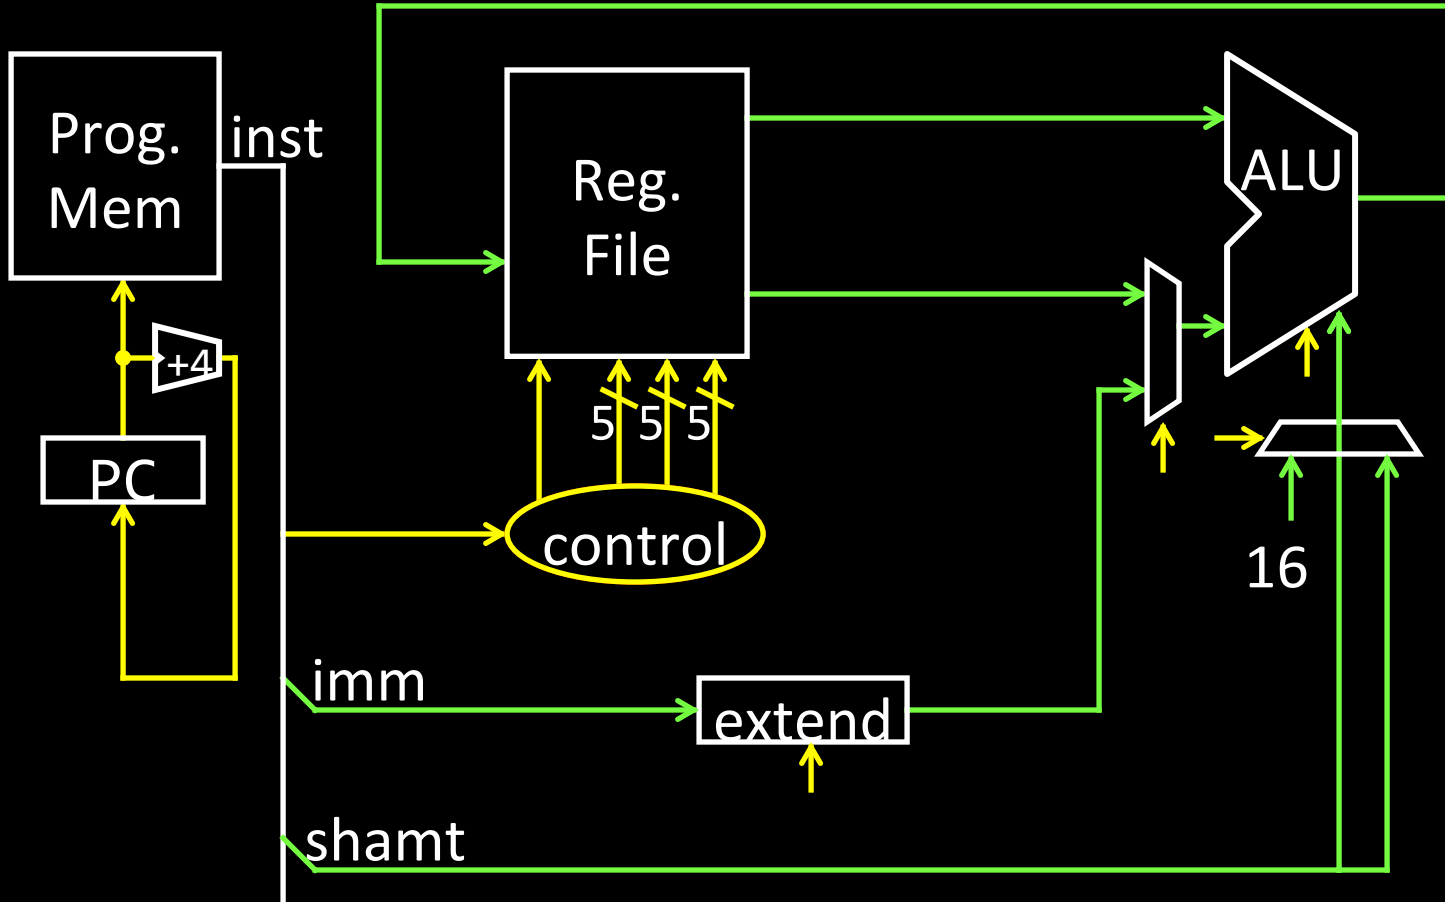 Prog.
Mem
inst
Reg.
File
ALU
+4
5 5 5
PC
control
16
imm
extend
shamt